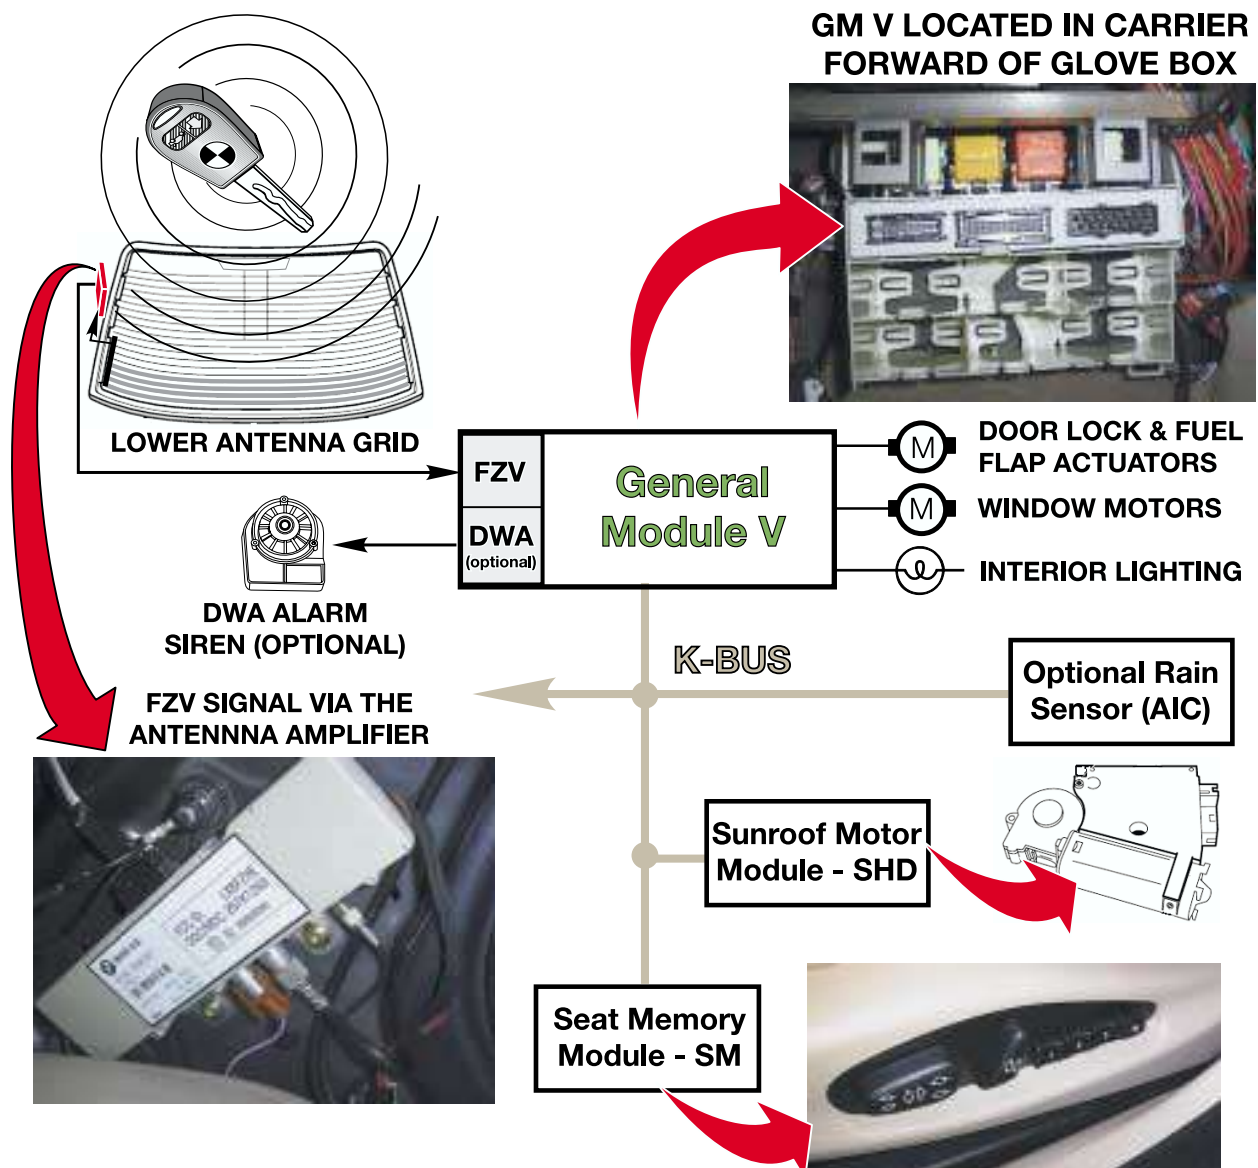 GM V LOCATED IN CARRIER
FORWARD OF GLOVE BOX
LOWER ANTENNA GRID
FZV
DWA
(optional)
General
Module V
M
DOOR LOCK & FUEL
FLAP ACTUATORS
M
WINDOW MOTORS
INTERIOR LIGHTING
DWA ALARM
SIREN (OPTIONAL)
K-BUS
FZV SIGNAL VIA THE
ANTENNNA AMPLIFIER
Optional Rain
Sensor (AIC)
Sunroof Motor
Module - SHD
Seat Memory
Module - SM